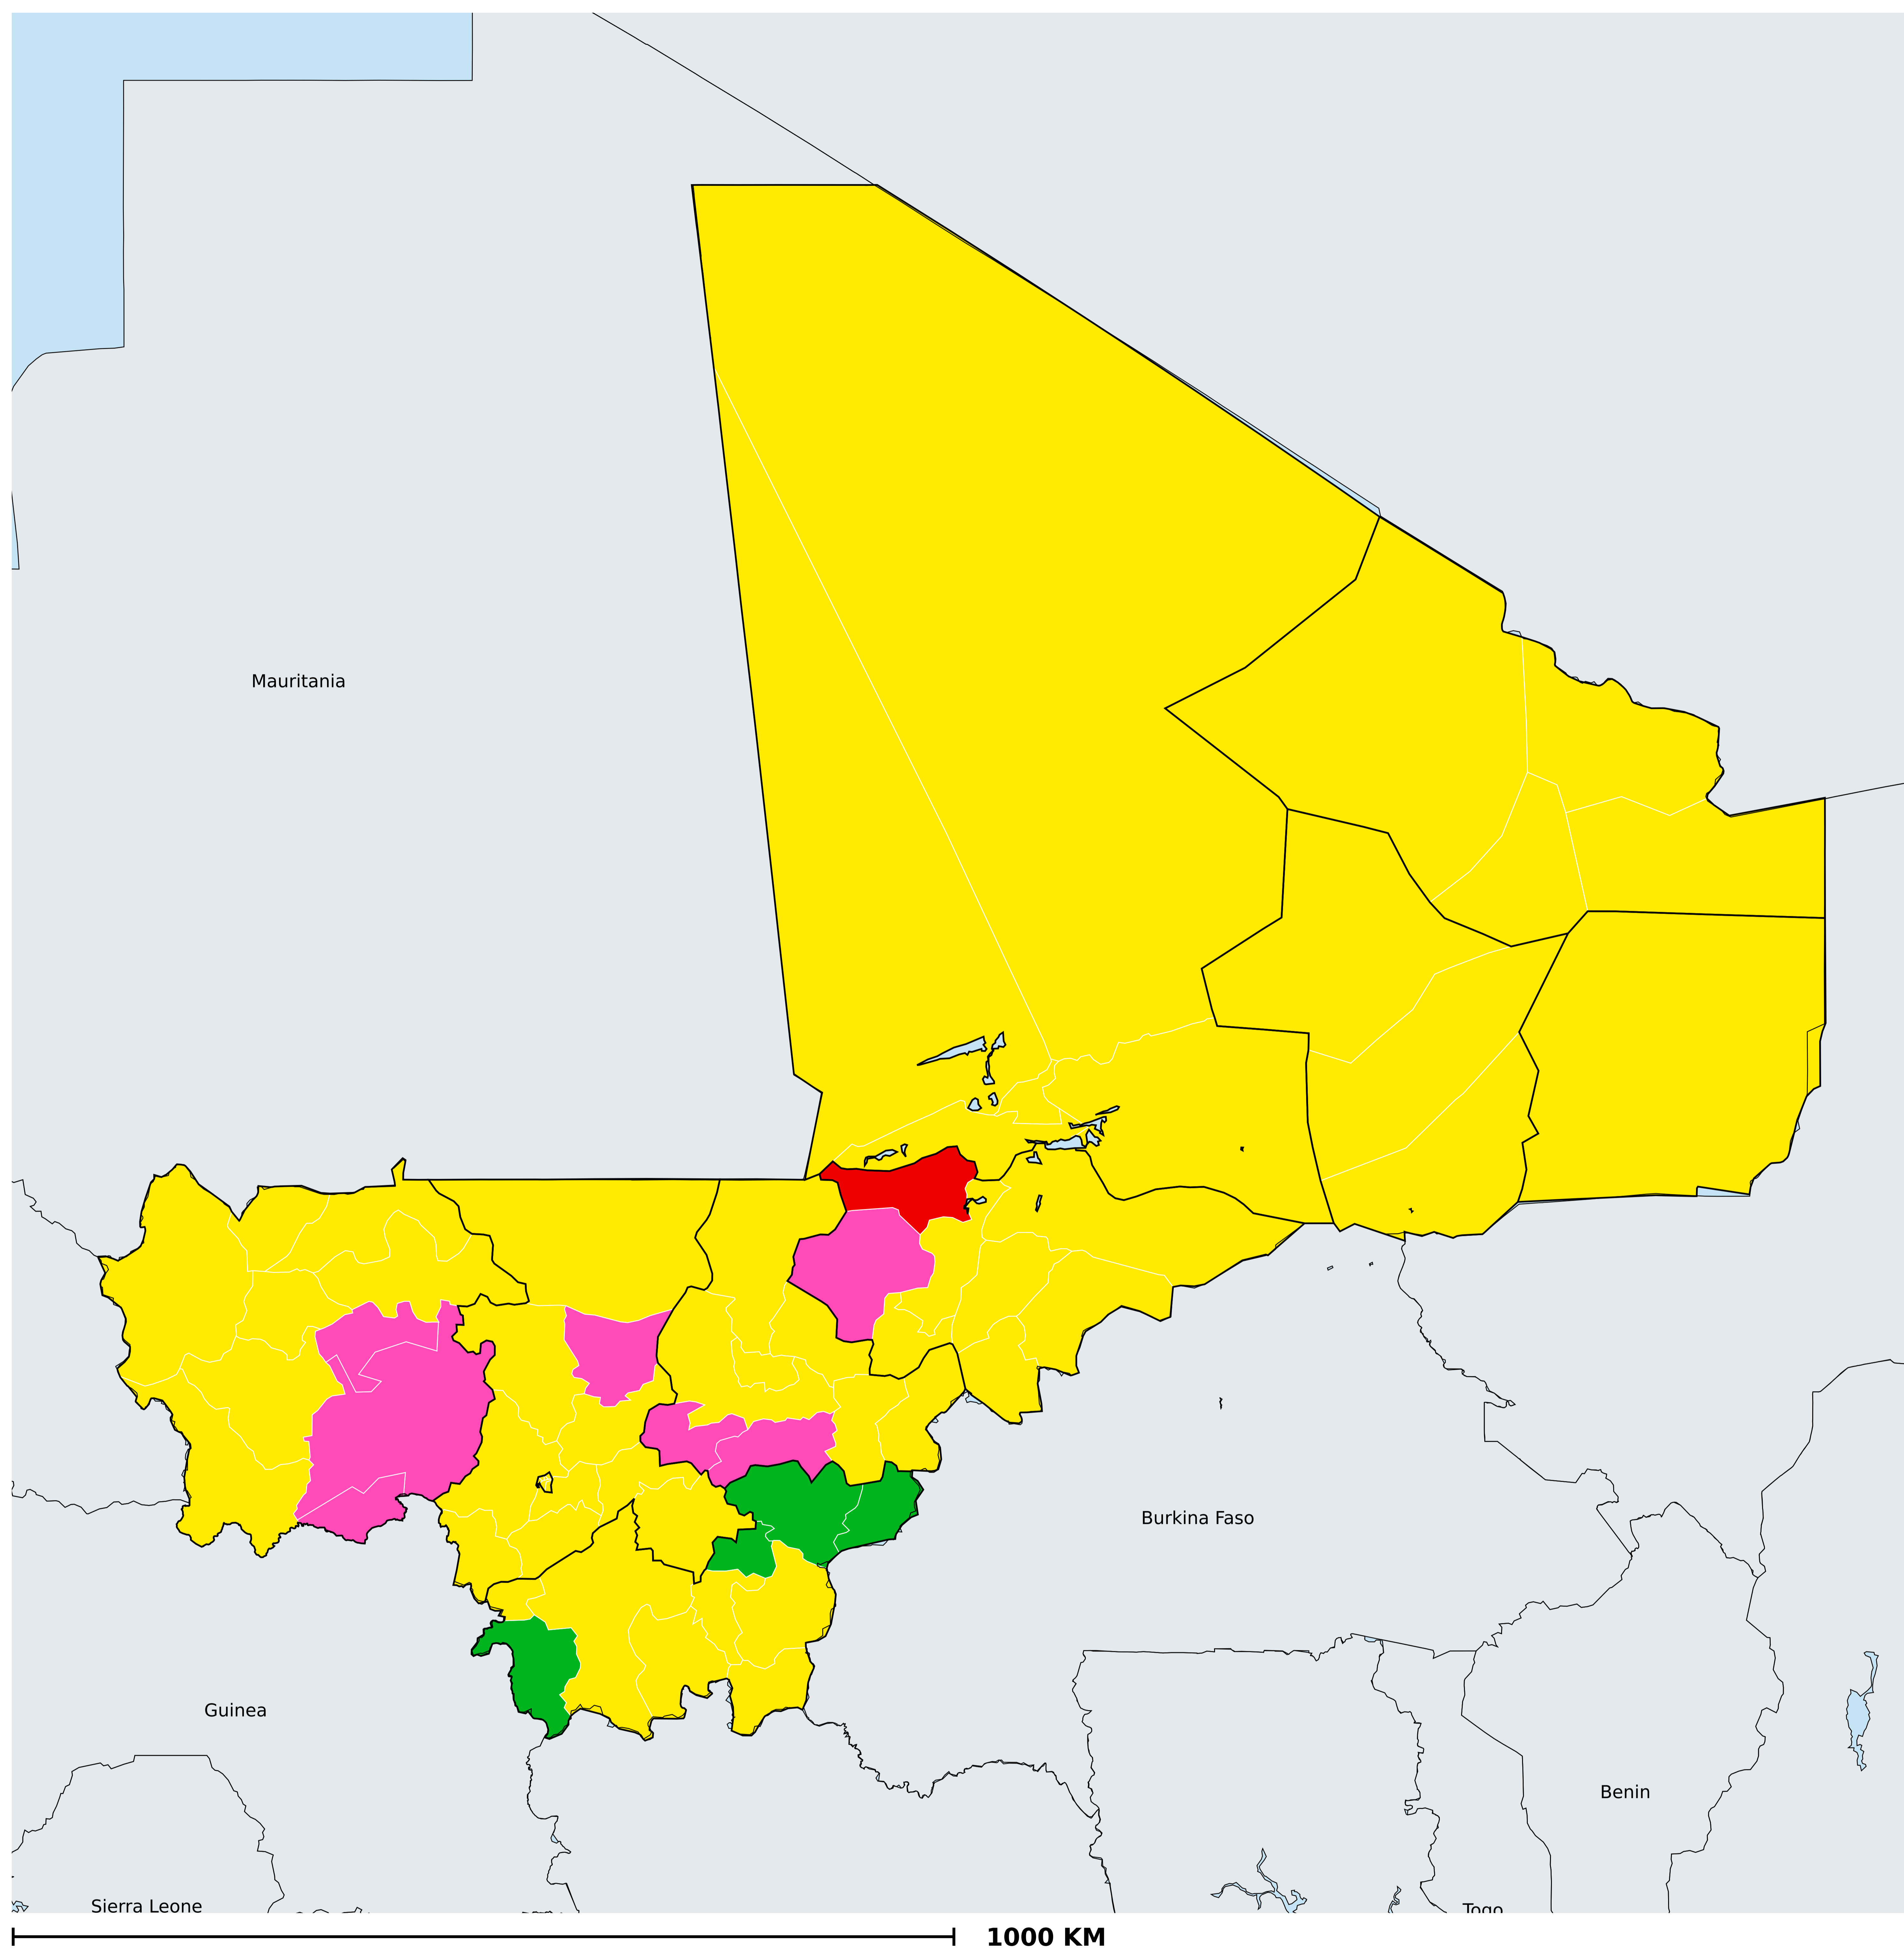 Mauritania
Burkina Faso
Guinea
Benin
Sierra Leone
Togo
1000 KM